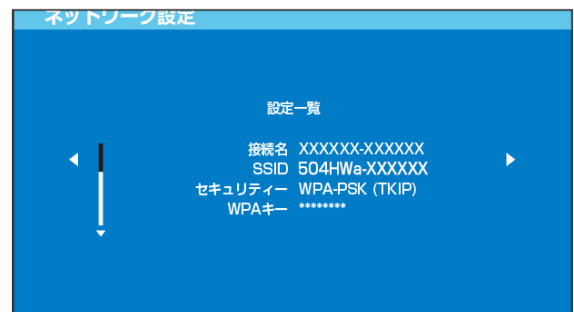 ネットワーク設定
設定一覧
接続名 XXXXXX-XXXXXX
SSID 504HWa-XXXXXX
セキュリティー WPA-PSK (TKIP)
WPAキー ********